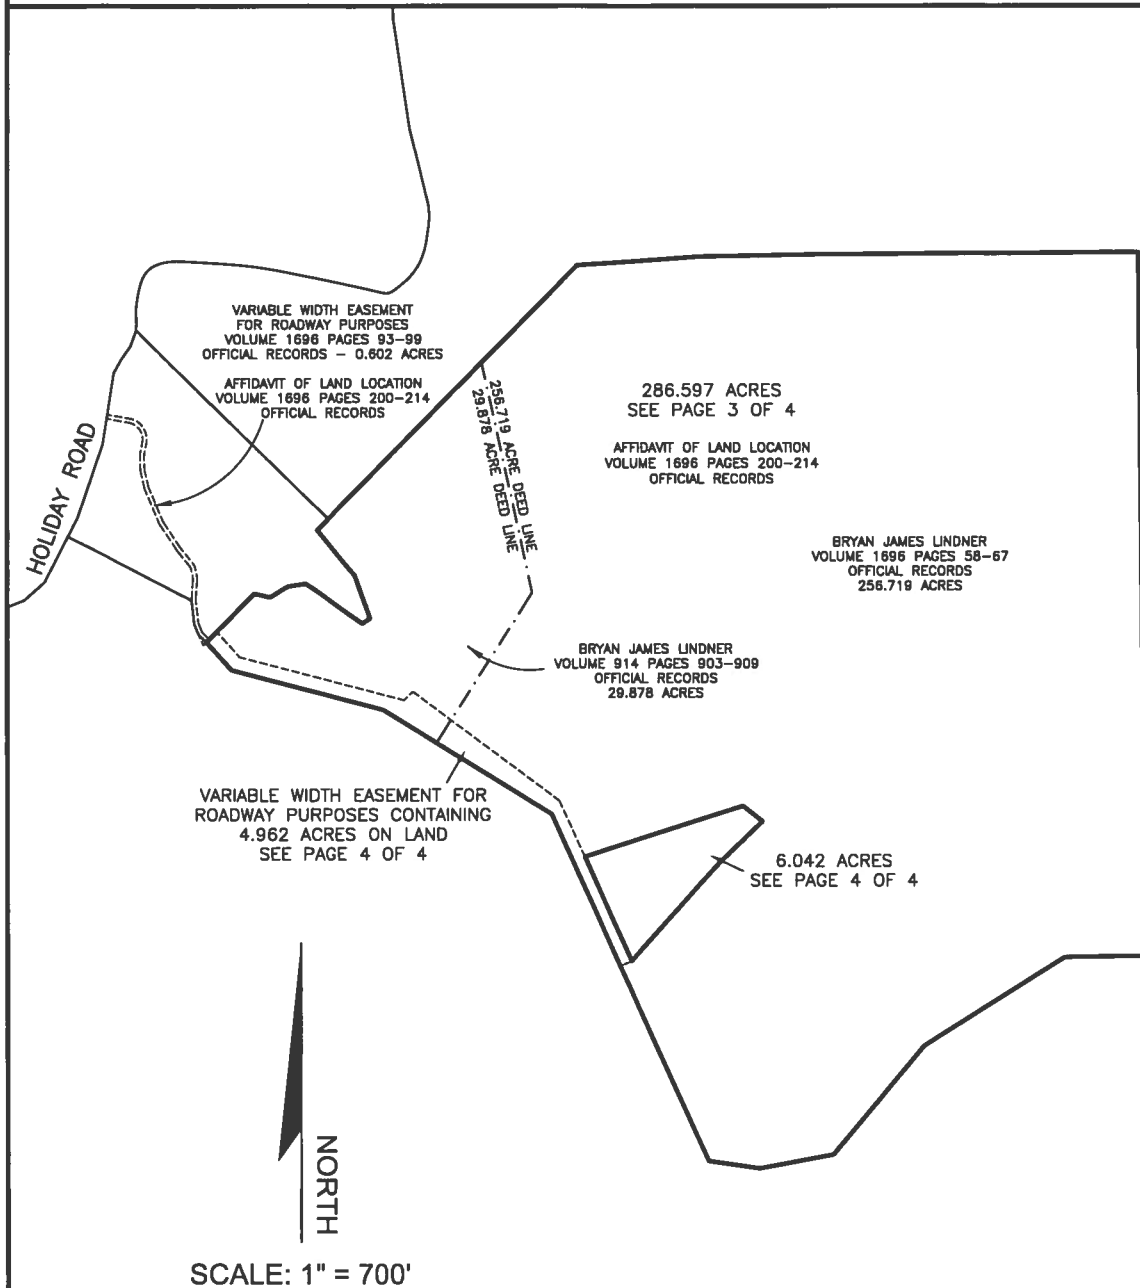 VARIABLE WIDTH EASEMENT
FOR ROADWAY PURPOSES
VOLUME 1696 PAGES 93-99
OFFICIAL RECORDS - 0.602 ACRES
AFFIDAVIT OF LAND LOCATION
VOLUME 1696 PAGES 200-214
OFFICIAL RECORDS
HOLIDAY ROAD
256.719 ACRE DEED LINE
29.878 ACRE DEED LINE
286.597 ACRES
SEE PAGE 3 OF 4
AFFIDAVIT OF LAND LOCATION
VOLUME 1696 PAGES 200-214
OFFICIAL RECORDS
BRYAN JAMES LINDNER
VOLUME 1696 PAGES 58-67
OFFICIAL RECORDS
256.719 ACRES
BRYAN JAMES LINDNER
VOLUME 914 PAGES 903-909
OFFICIAL RECORDS
29.878 ACRES
VARIABLE WIDTH EASEMENT FOR
ROADWAY PURPOSES CONTAINING
4.962 ACRES ON LAND
SEE PAGE 4 OF 4
6.042 ACRES
SEE PAGE 4 OF 4
NORTH
SCALE: 1" = 700'